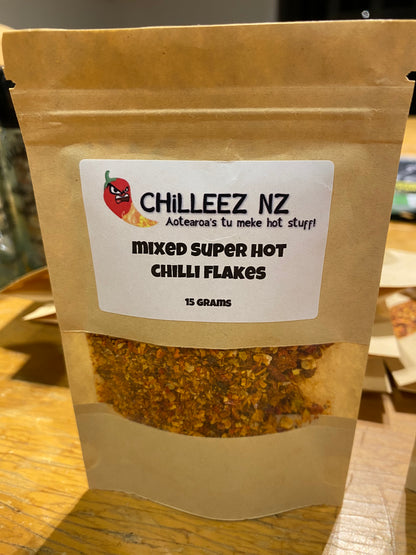 CHiLLEEZ NZ
Aotearoa's tu meke hot stuff!
mixed super hot
chilli flakes
15 grams